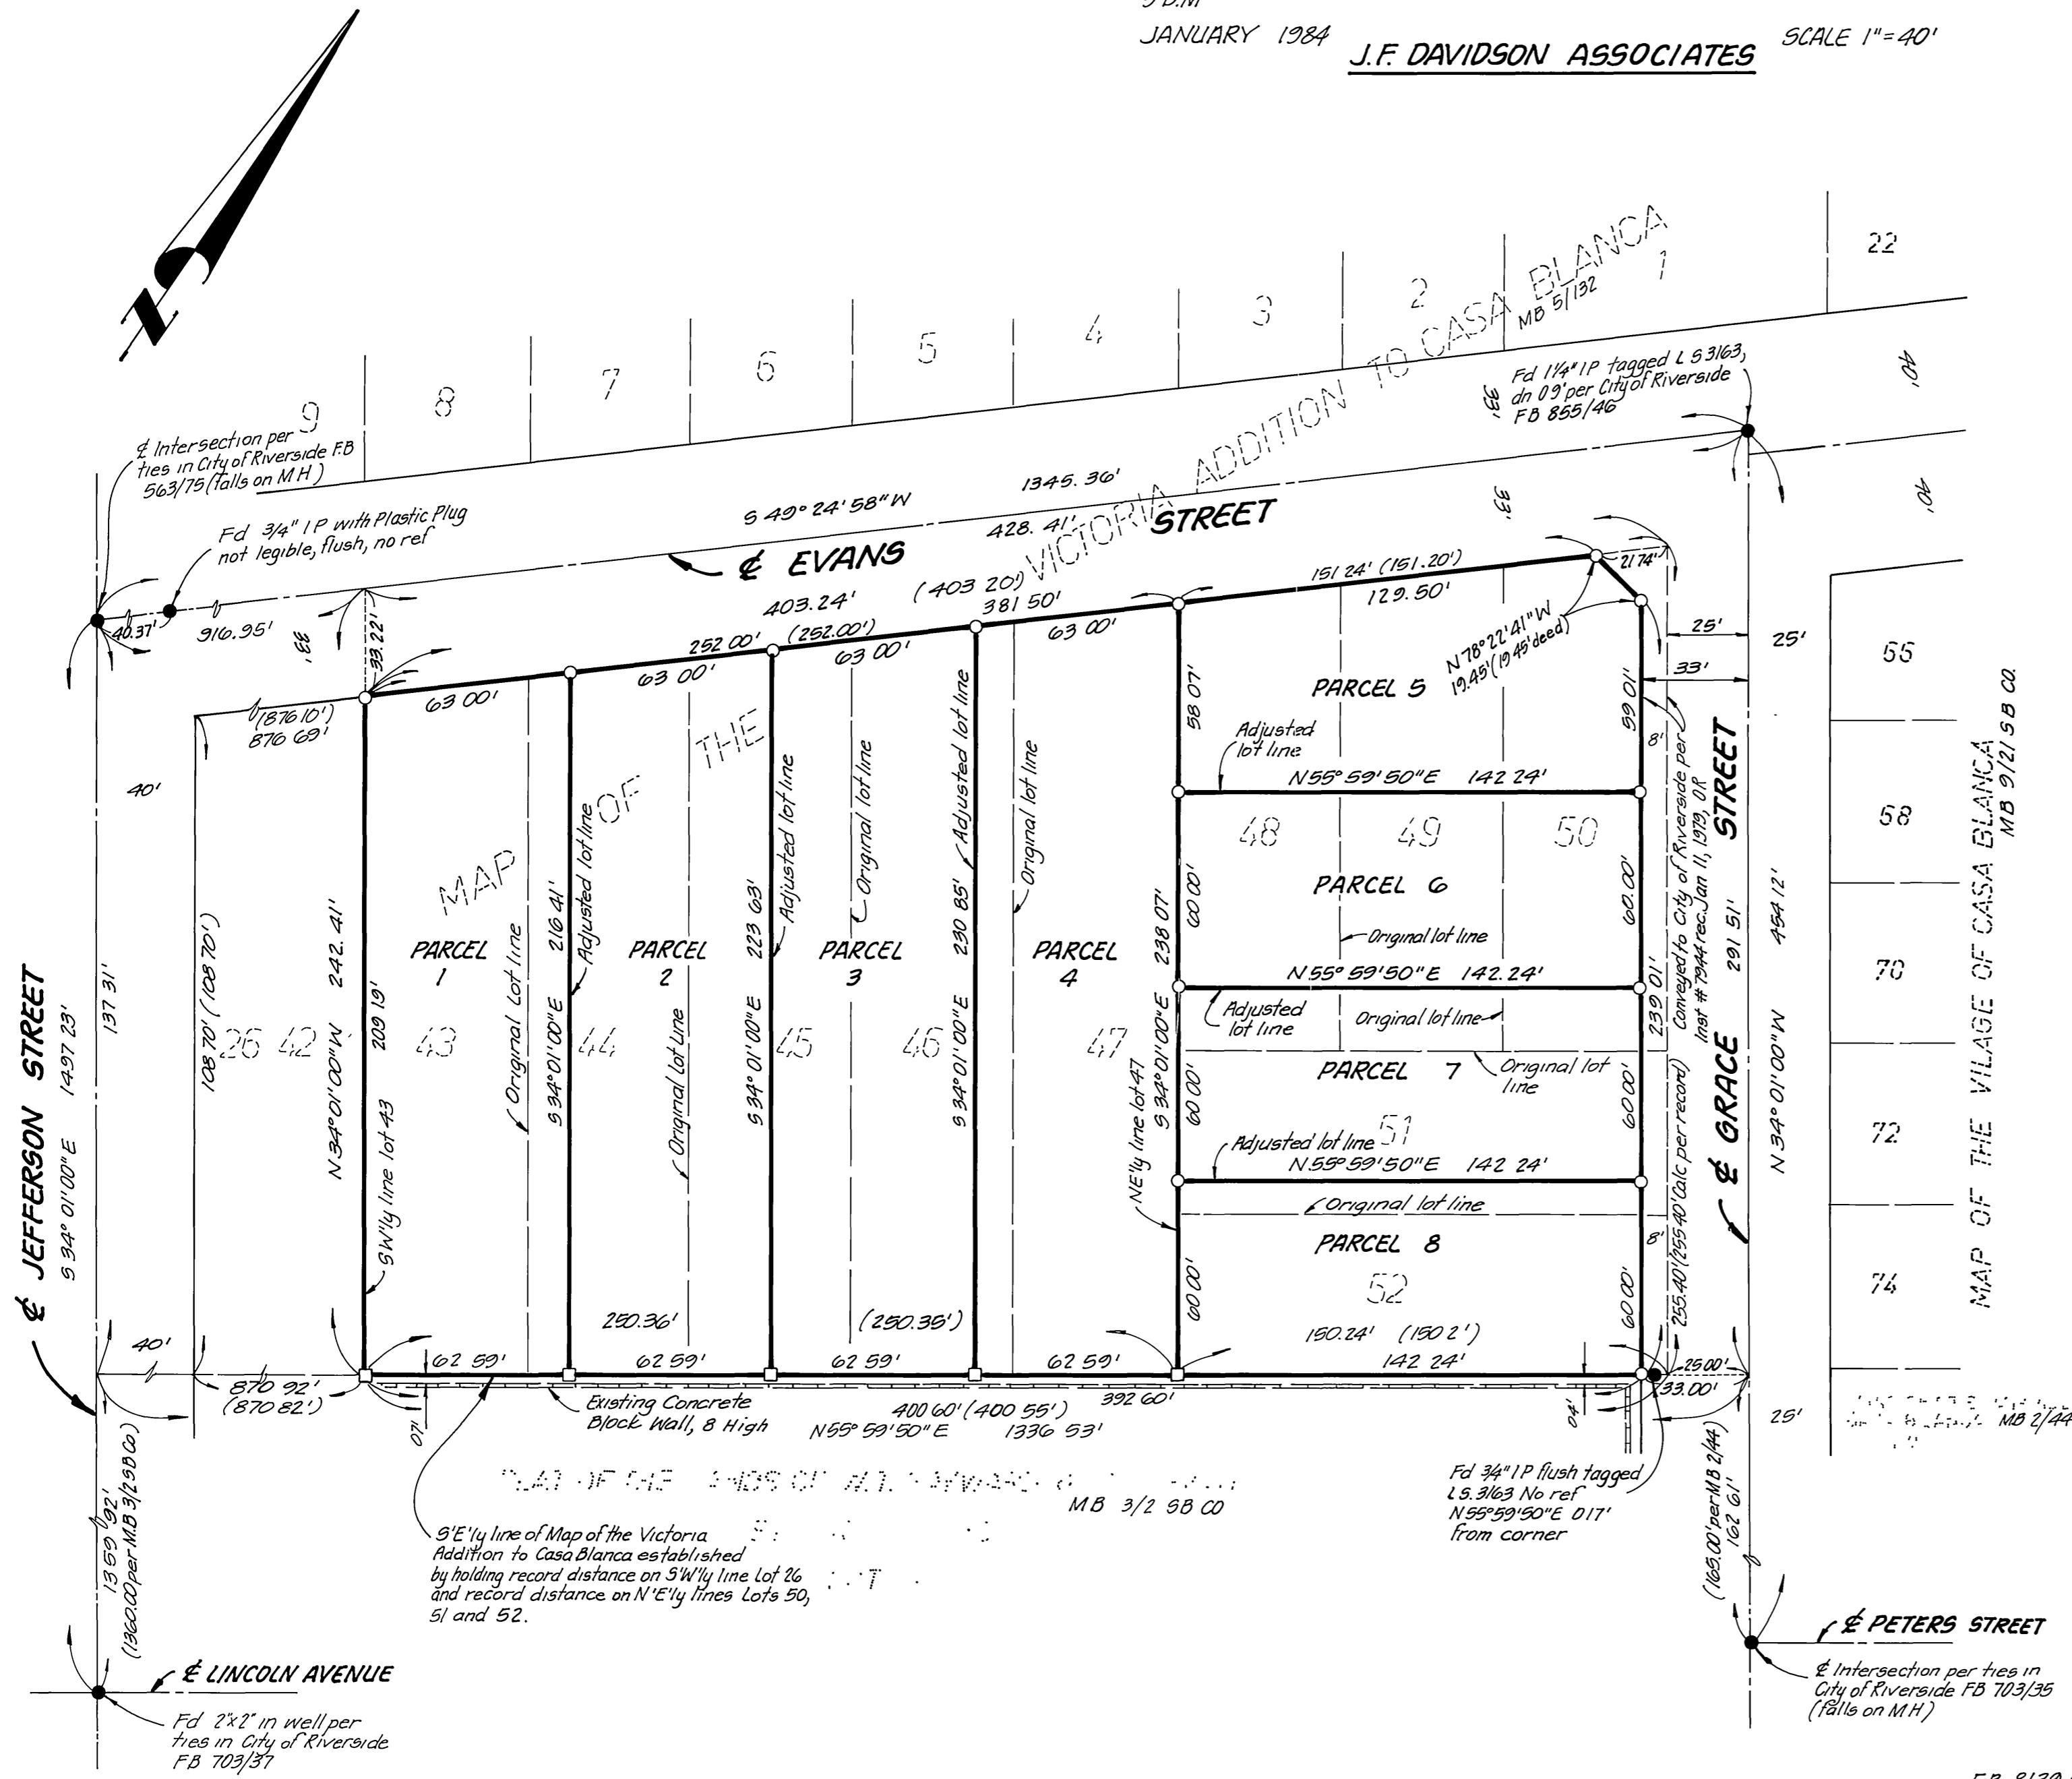 JANUARY 1984
J.F. DAVIDSON ASSOCIATES
SCALE 1"=40'
22
1
2
3
4
5
6
7
8
9
MB 5/132
VICTORIA ADDITION TO CASA BLANCA
MAP OF THE
Fd 1¼" IP tagged LS 3163,
dn 09' per City of Riverside
FB 855/46
33'
40'
40'
℄ Intersection per
ties in City of Riverside F.B
563/75 (falls on MH)
Fd 3/4" IP with Plastic Plug
not legible, flush, no ref
S 49° 24' 58" W
1345.36'
428.41'
℄ EVANS STREET
33'
40.37'
916.95'
33'
33.22'
403.24'
(403 20')
381 50'
151 24' (151.20')
129.50'
21 74'
252 00'
(252.00')
63 00'
63 00'
63 00'
63 00'
(876 10')
876 69'
N 78° 22' 41" W
19.45' (19 45' deed)
25'
33'
25'
PARCEL 5
58 07'
59 01'
8'
Adjusted
lot line
N55° 59' 50"E 142 24'
48
49
50
PARCEL 6
60 00'
60.00'
Original lot line
N55° 59' 50"E 142.24'
Adjusted
lot line
Original lot line
PARCEL 7
Original lot
line
60 00'
60 00'
51
Adjusted lot line
N55° 59' 50"E 142 24'
Original lot line
PARCEL 8
8'
52
60 00'
60 00'
150.24' (150 2')
142 24'
239 01'
Conveyed to City of Riverside per
Inst # 7944 rec. Jan 11, 1979, O.R
255.40' (255 40' Calc per record)
℄ GRACE STREET
291 51'
N 34° 01' 00" W 454 12'
66
68
70
72
74
MAP OF THE VILLAGE OF CASA BLANCA
MB 9/21 SB CO.
℄ JEFFERSON STREET
S 34° 01' 00" E 1497 23'
137 31'
40'
108 70' (108 70')
26
42
N 34° 01' 00" W 242.41'
209 19'
SW'ly line lot 43
PARCEL
1
43
Original Lot line
S 34° 01' 00" E 216 41'
Adjusted lot line
PARCEL
2
44
Original Lot line
S 34° 01' 00" E 223 63'
Adjusted lot line
PARCEL
3
45
Original lot line
46
S 34° 01' 00" E 230 85'
Adjusted lot line
Original lot line
PARCEL
4
47
NE'ly line lot 47
S 34° 01' 00" E 238 07'
250.36'
(250.35')
40'
62 59'
62 59'
62 59'
62 59'
870 92'
(870 82')
07'
Existing Concrete
Block Wall, 8 High
400 60' (400 55')
392 60'
N55° 59' 50"E 1336 53'
04'
25 00'
33.00'
25'
MB 2/44
MB 3/2 SB CO
S'E'ly line of Map of the Victoria
Addition to Casa Blanca established
by holding record distance on S'W'ly line Lot 26
and record distance on N'E'ly lines Lots 50,
51 and 52.
Fd 3/4" IP flush tagged
L.S. 3163 No ref
N 55° 59' 50" E 0 17'
from corner
(165.00' per MB 2/44)
162 61'
1359 92'
(1360.00 per M.B 3/2 SB Co)
℄ LINCOLN AVENUE
Fd 2"x2" in well per
ties in City of Riverside
FB 703/37
℄ PETERS STREET
℄ Intersection per ties in
City of Riverside FB 703/35
(falls on MH)